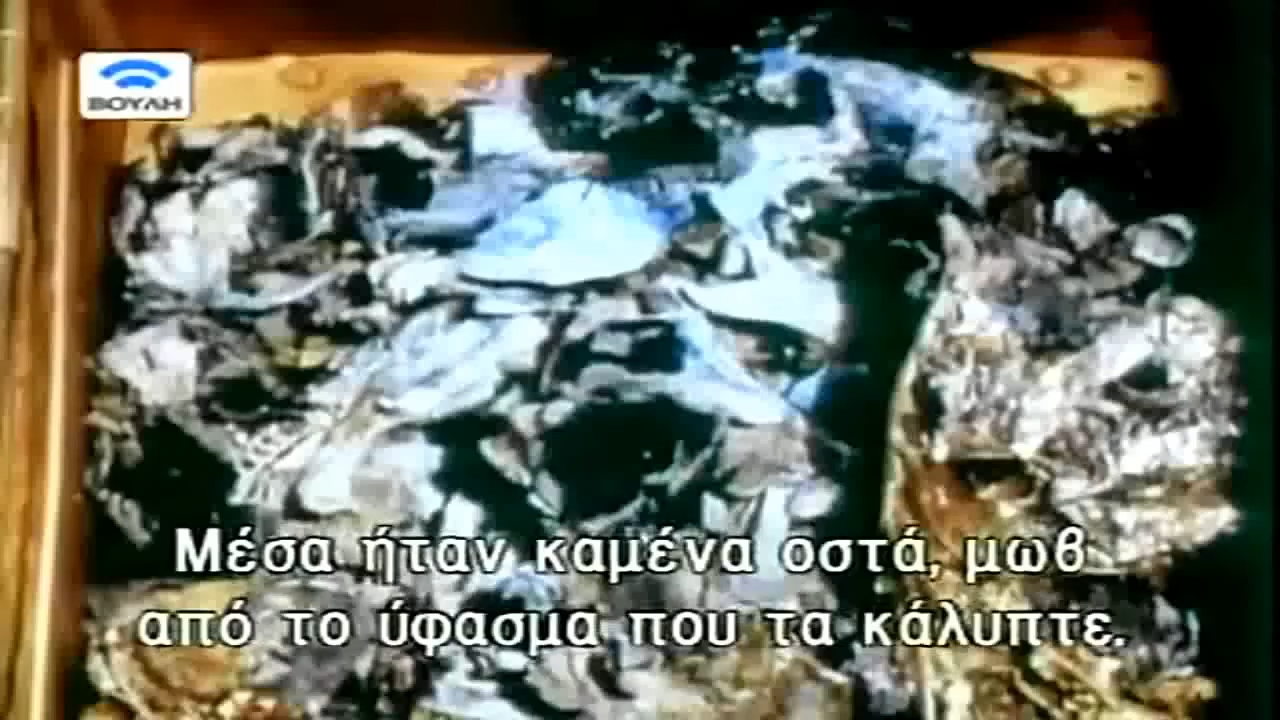 ΒΟΥΛΗ
Μέσα ήταν καμένα οστά, μωβ
από το ύφασμα που τα κάλυπτε.